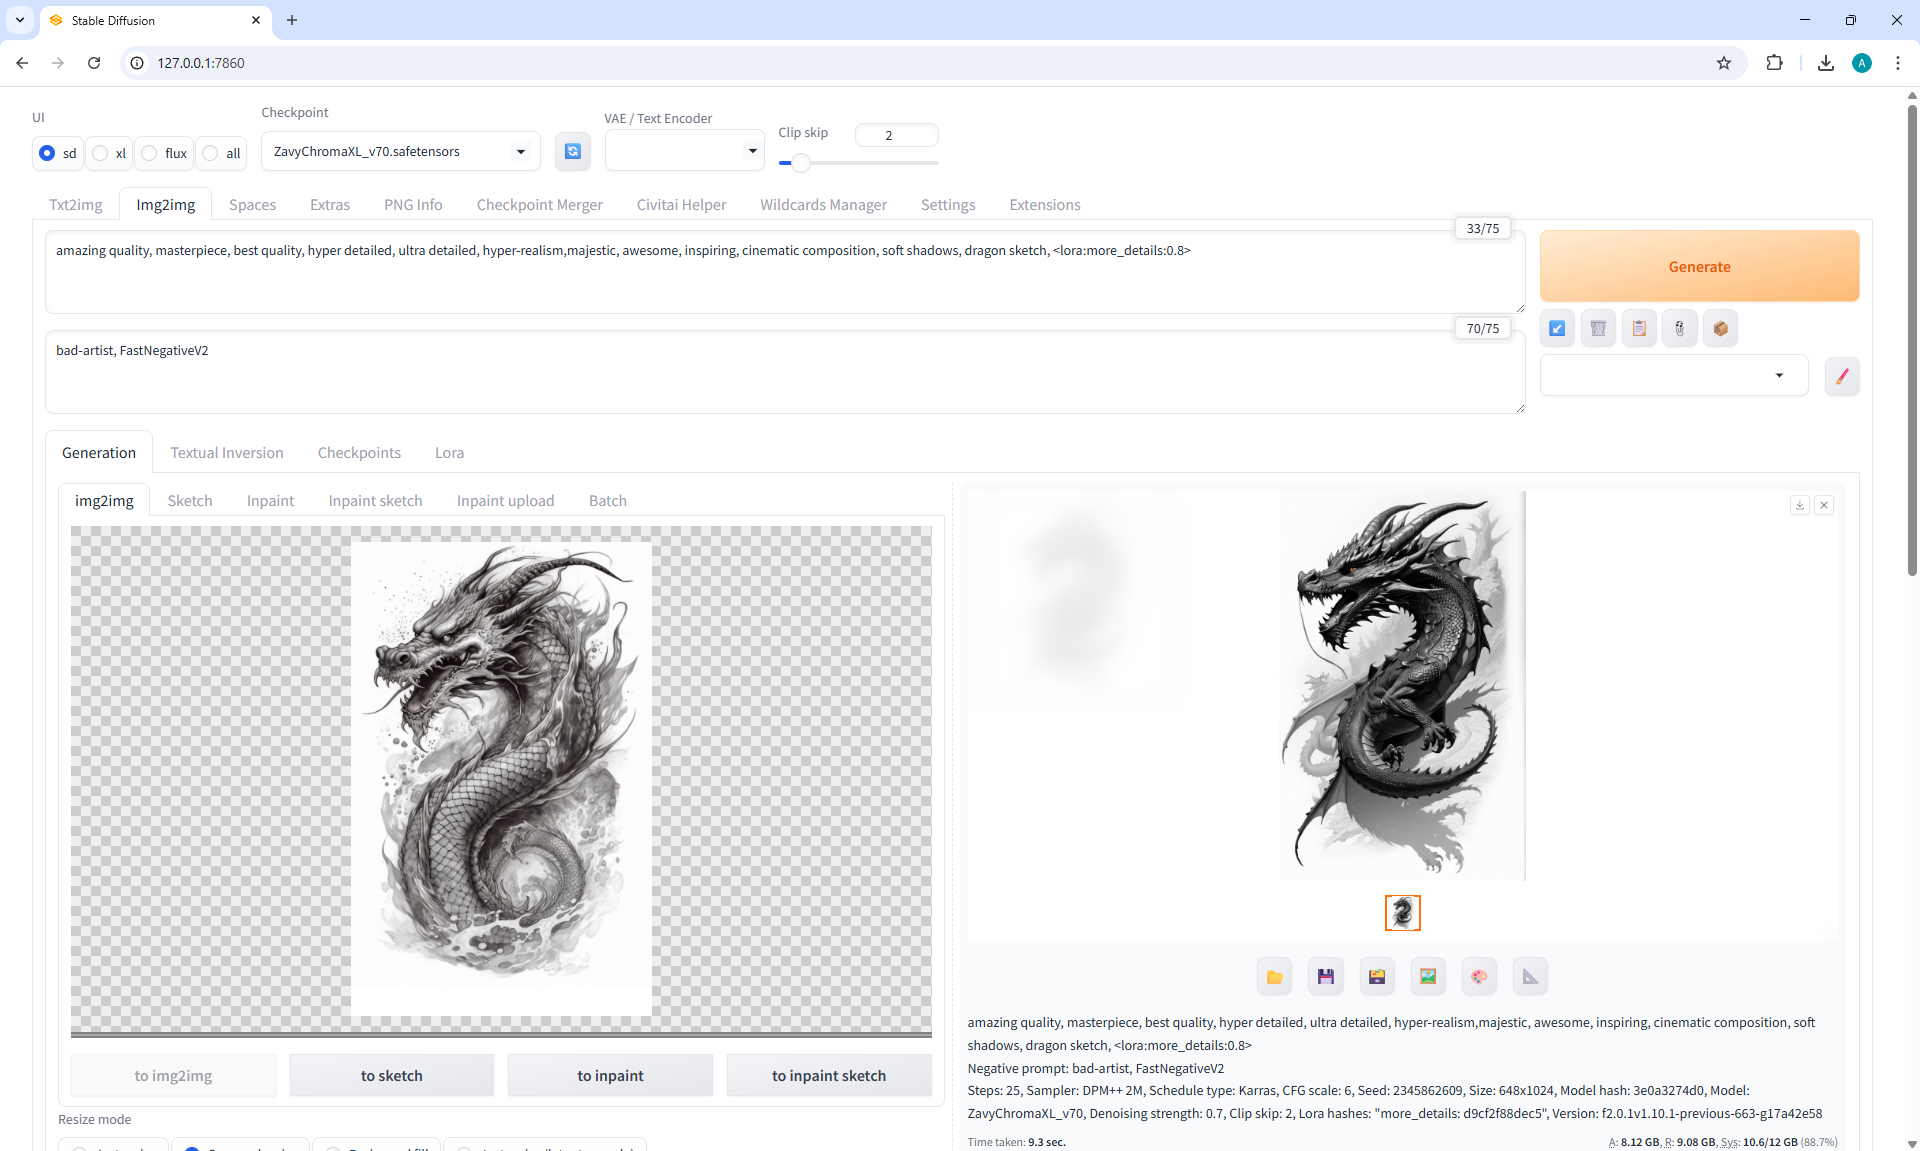 Stable Diffusion
127.0.0.1:7860
A
UI
Checkpoint
VAE / Text Encoder
Clip skip
2
sd
xl
flux
all
ZavyChromaXL_v70.safetensors
Txt2img
Img2img
Spaces
Extras
PNG Info
Checkpoint Merger
Civitai Helper
Wildcards Manager
Settings
Extensions
33/75
amazing quality, masterpiece, best quality, hyper detailed, ultra detailed, hyper-realism,majestic, awesome, inspiring, cinematic composition, soft shadows, dragon sketch, <lora:more_details:0.8>
Generate
70/75
bad-artist, FastNegativeV2
Generation
Textual Inversion
Checkpoints
Lora
img2img
Sketch
Inpaint
Inpaint sketch
Inpaint upload
Batch
to img2img
to sketch
to inpaint
to inpaint sketch
Resize mode
amazing quality, masterpiece, best quality, hyper detailed, ultra detailed, hyper-realism,majestic, awesome, inspiring, cinematic composition, soft
shadows, dragon sketch, <lora:more_details:0.8>
Negative prompt: bad-artist, FastNegativeV2
Steps: 25, Sampler: DPM++ 2M, Schedule type: Karras, CFG scale: 6, Seed: 2345862609, Size: 648x1024, Model hash: 3e0a3274d0, Model:
ZavyChromaXL_v70, Denoising strength: 0.7, Clip skip: 2, Lora hashes: "more_details: d9cf2f88dec5", Version: f2.0.1v1.10.1-previous-663-g17a42e58
Time taken: 9.3 sec.
A: 8.12 GB, R: 9.08 GB, Sys: 10.6/12 GB (88.7%)